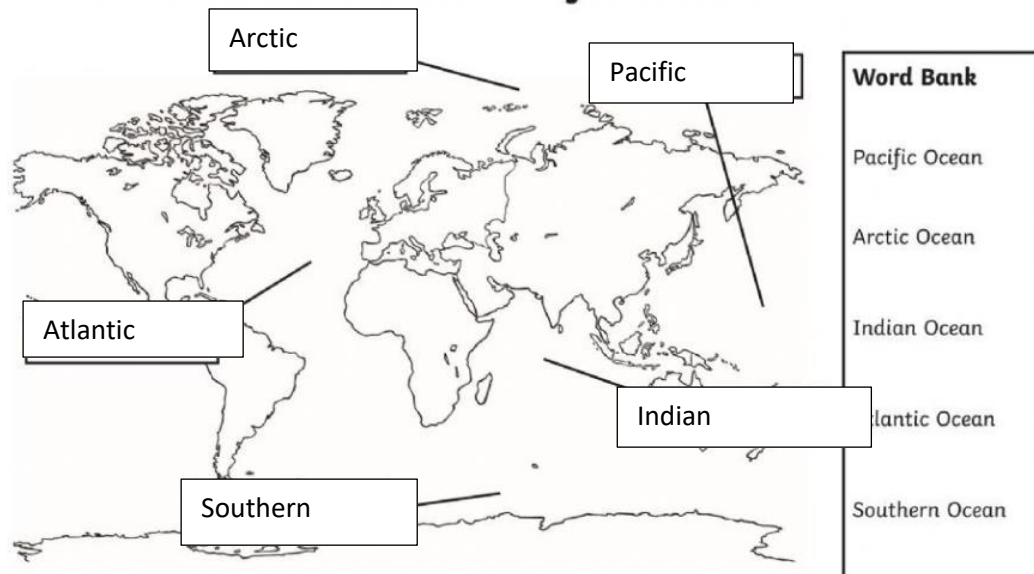 Arctic
Pacific
Atlantic
Indian
Southern
Word Bank
Pacific Ocean
Arctic Ocean
Indian Ocean
lantic Ocean
Southern Ocean